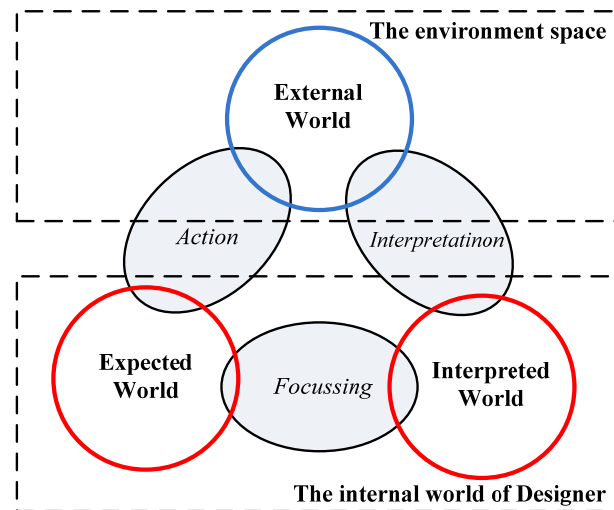 The environment space
External
World
Action
Interpretatinon
Expected
World
Focussing
Interpreted
World
The internal world of Designer